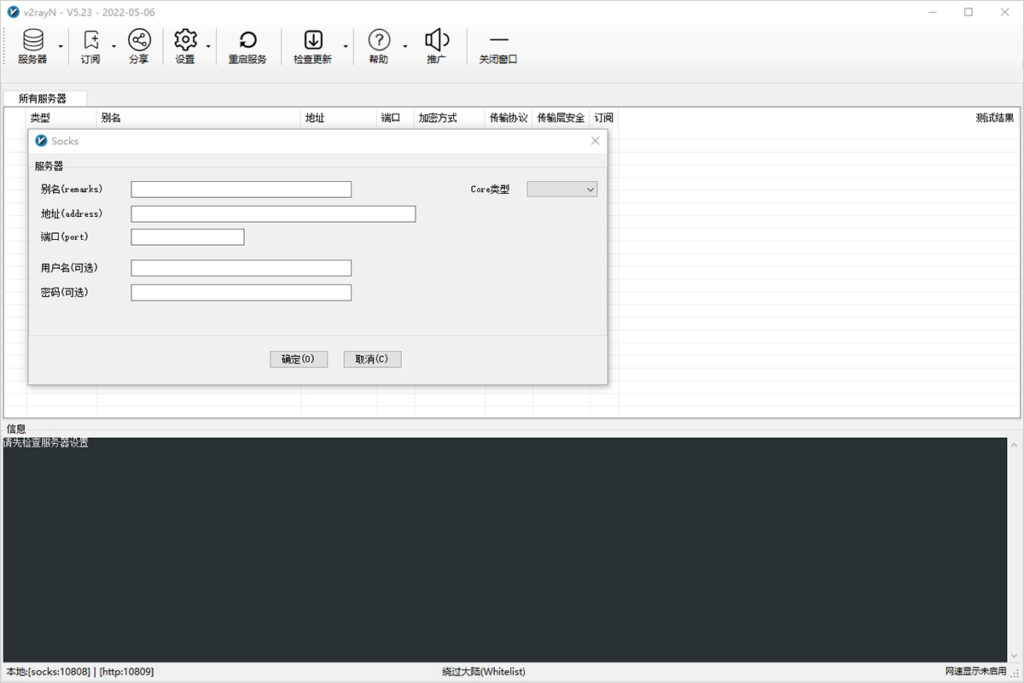 v2rayN - V5.23 - 2022-05-06
服务器 订阅 分享 设置 重启服务 检查更新 帮助 推广 关闭窗口
所有服务器
类型 别名 地址 端口 加密方式 传输协议 传输层安全 订阅 测试结果
Socks
服务器
别名(remarks) Core类型
地址(address)
端口(port)
用户名(可选)
密码(可选)
确定(O) 取消(C)
信息
请先检查服务器设置
本地:[socks:10808] | [http:10809] 绕过大陆(Whitelist) 网速显示未启用